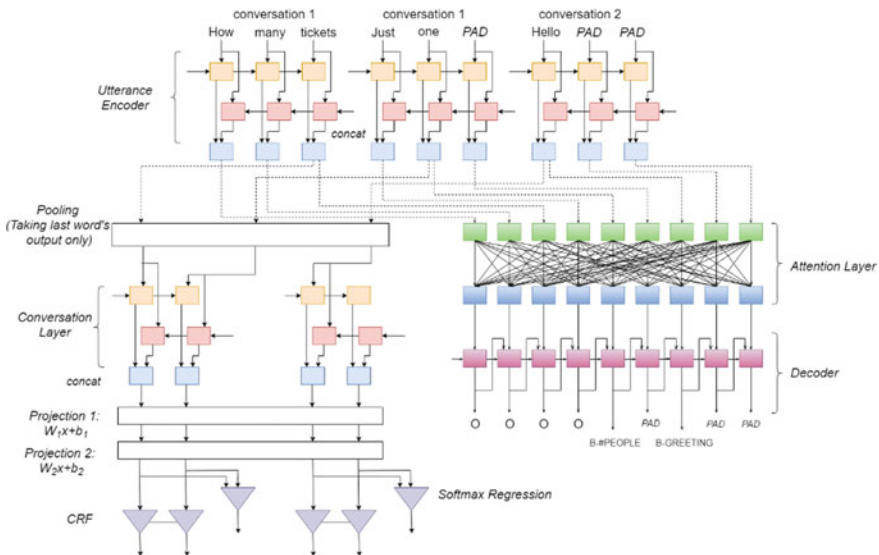 conversation 1 conversation 1 conversation 2
How many tickets Just one PAD Hello PAD PAD
Utterance
Encoder
concat
Pooling
(Taking last word's
output only)
Attention Layer
Conversation
Layer
concat
Decoder
Projection 1:
W₁x+b₁
O O O O PAD PAD PAD
B-#PEOPLE B-GREETING
Projection 2:
W₂x+b₂
Softmax Regression
CRF